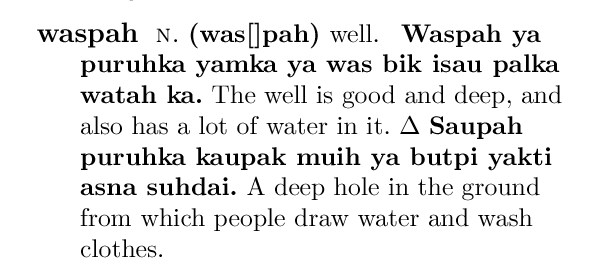 waspah N. (was[]pah) well. Waspah ya
puruhka yamka ya was bik isau palka
watah ka. The well is good and deep, and
also has a lot of water in it. Δ Saupah
puruhka kaupak muih ya butpi yakti
asna suhdai. A deep hole in the ground
from which people draw water and wash
clothes.